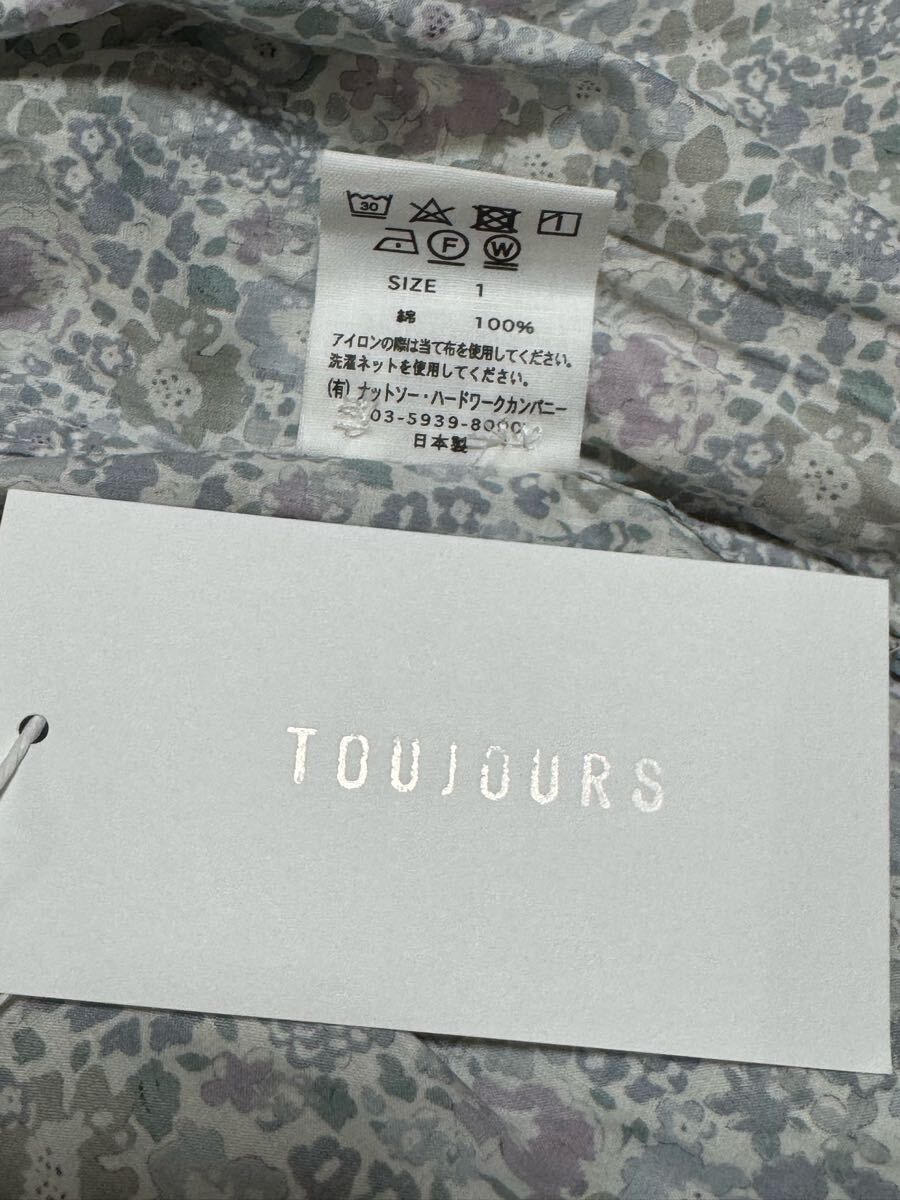 30
1
F W
SIZE 1
綿 100%
アイロンの際は当て布を使用してください。
洗濯ネットを使用してください。
(有) ナットソー・ハードワークカンパニー
03-5939-8090
日本製
TOUJOURS